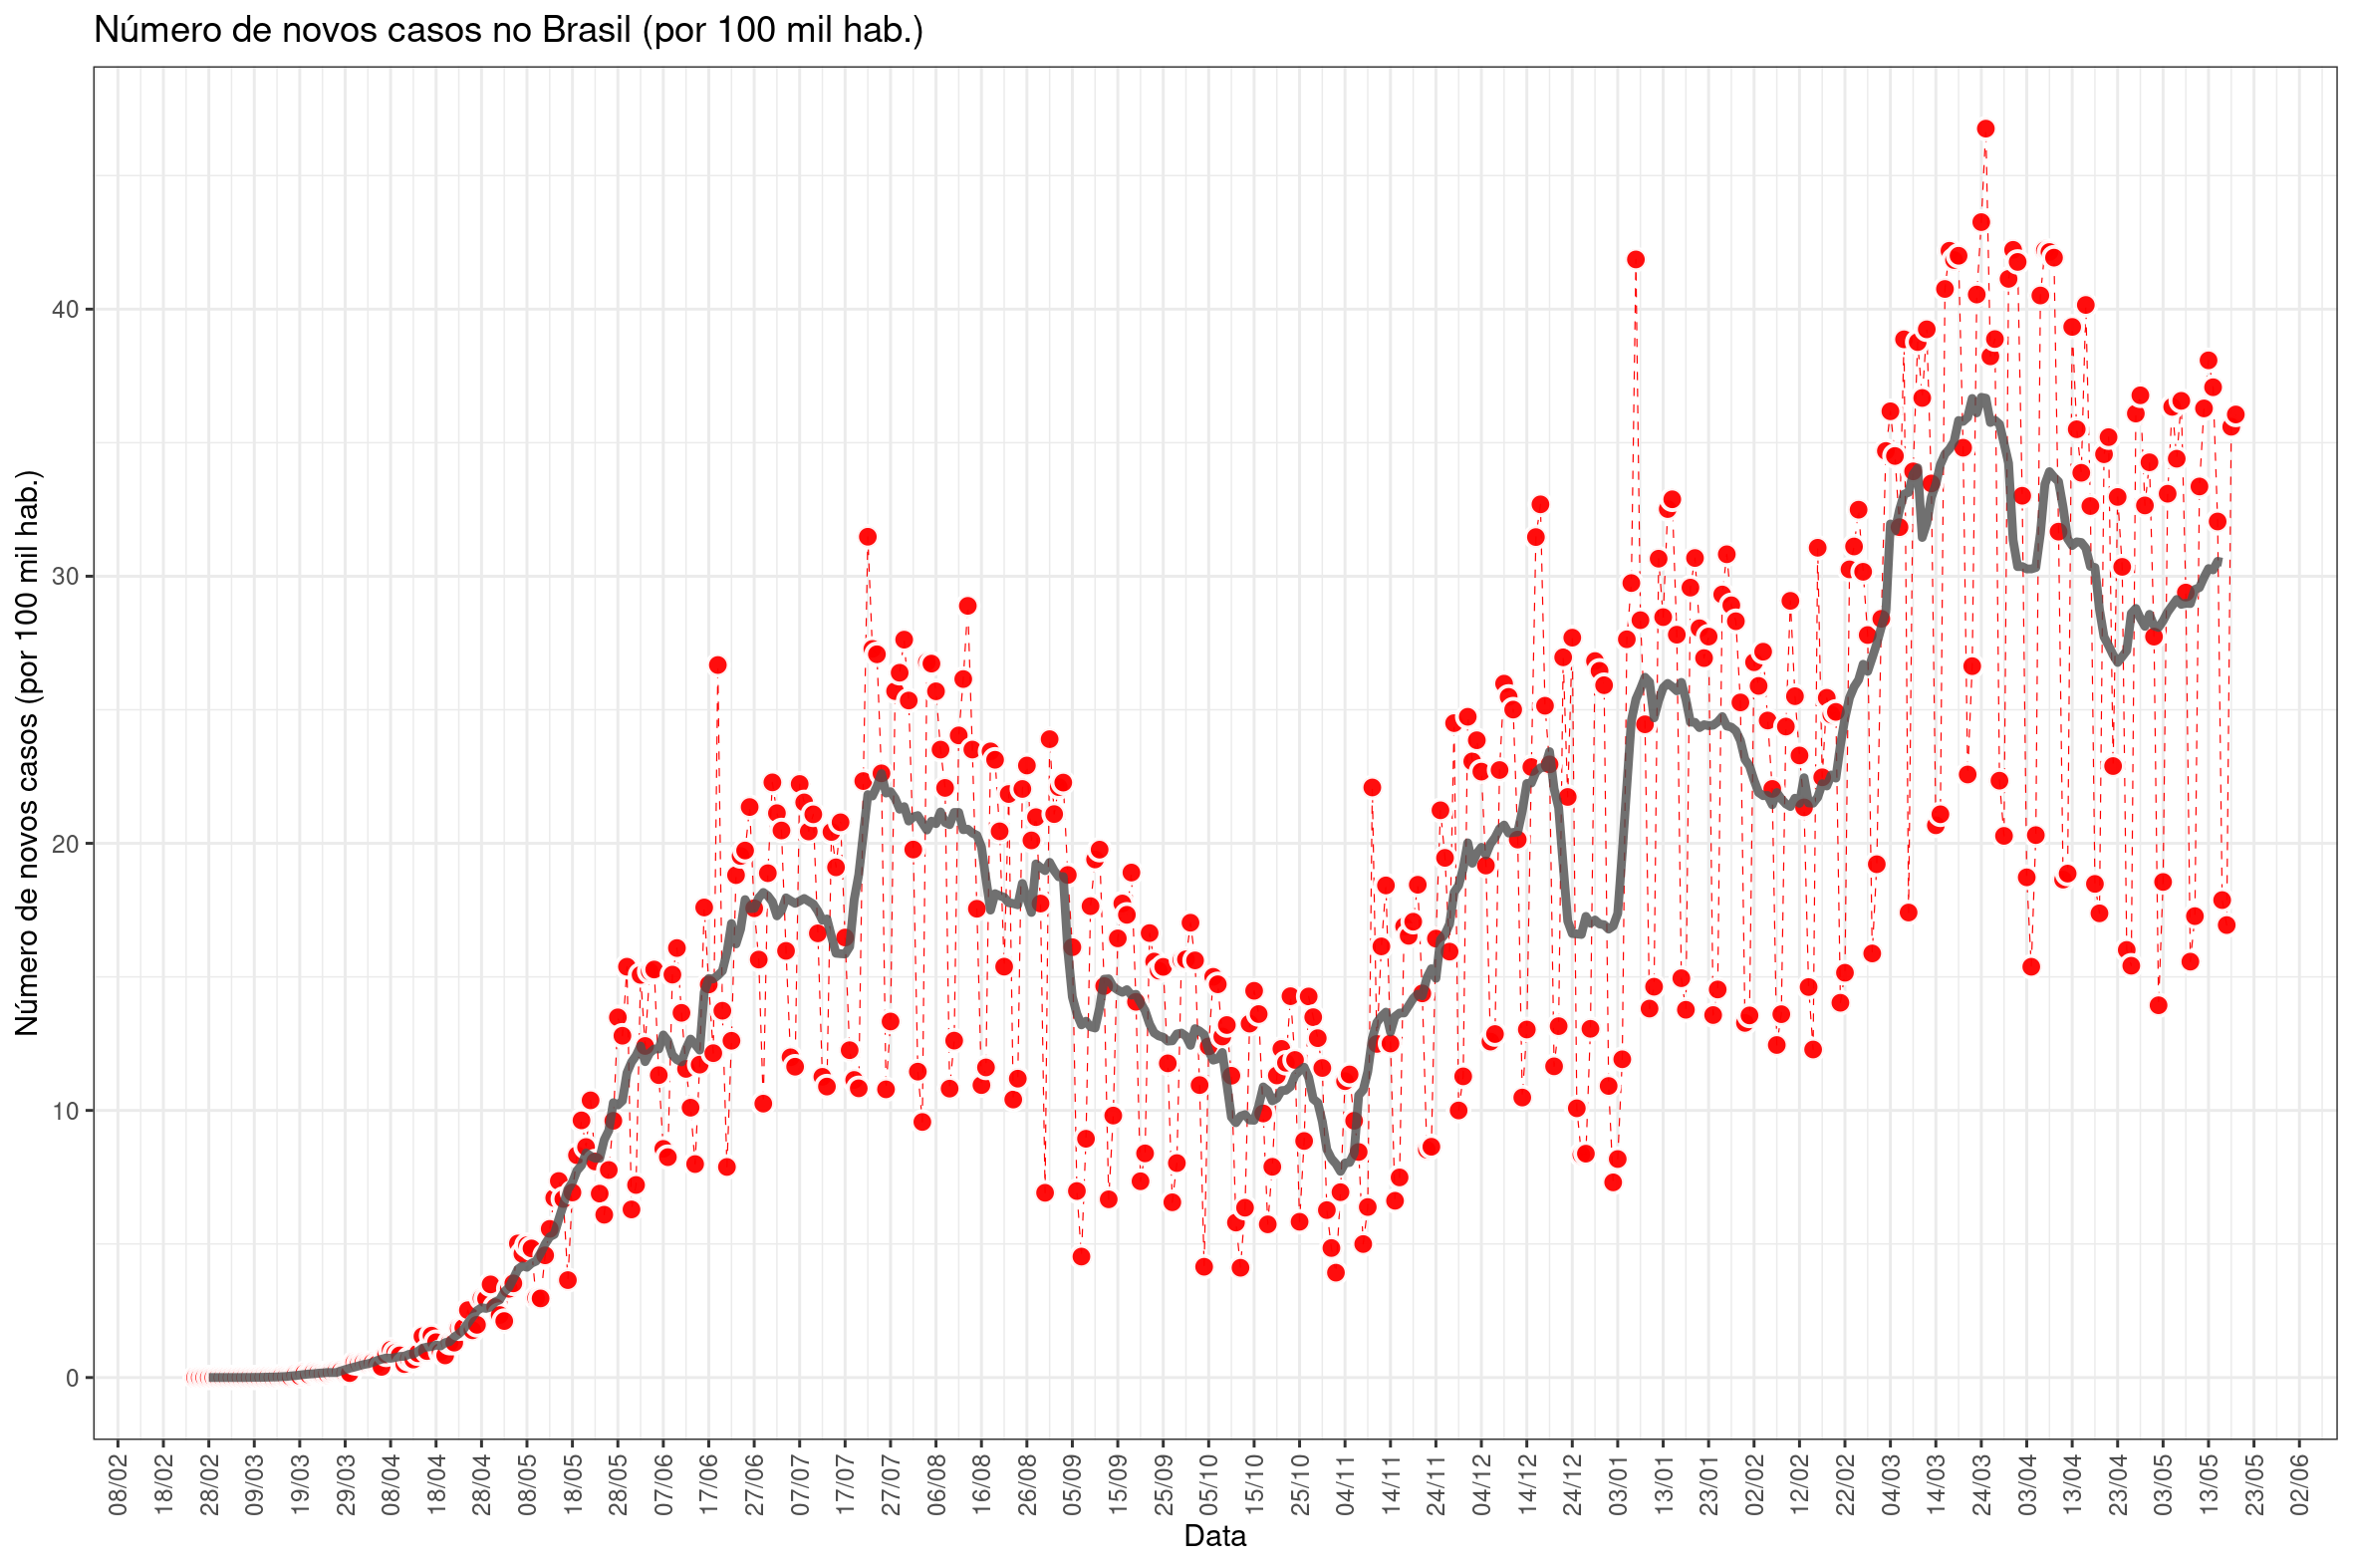 Número de novos casos no Brasil (por 100 mil hab.)
Número de novos casos (por 100 mil hab.)
40
30
20
10
0
08/02 18/02 28/02 09/03 19/03 29/03 08/04 18/04 28/04 08/05 18/05 28/05 07/06 17/06 27/06 07/07 17/07 27/07 06/08 16/08 26/08 05/09 15/09 25/09 05/10 15/10 25/10 04/11 14/11 24/11 04/12 14/12 24/12 03/01 13/01 23/01 02/02 12/02 22/02 04/03 14/03 24/03 03/04 13/04 23/04 03/05 13/05 23/05 02/06
Data